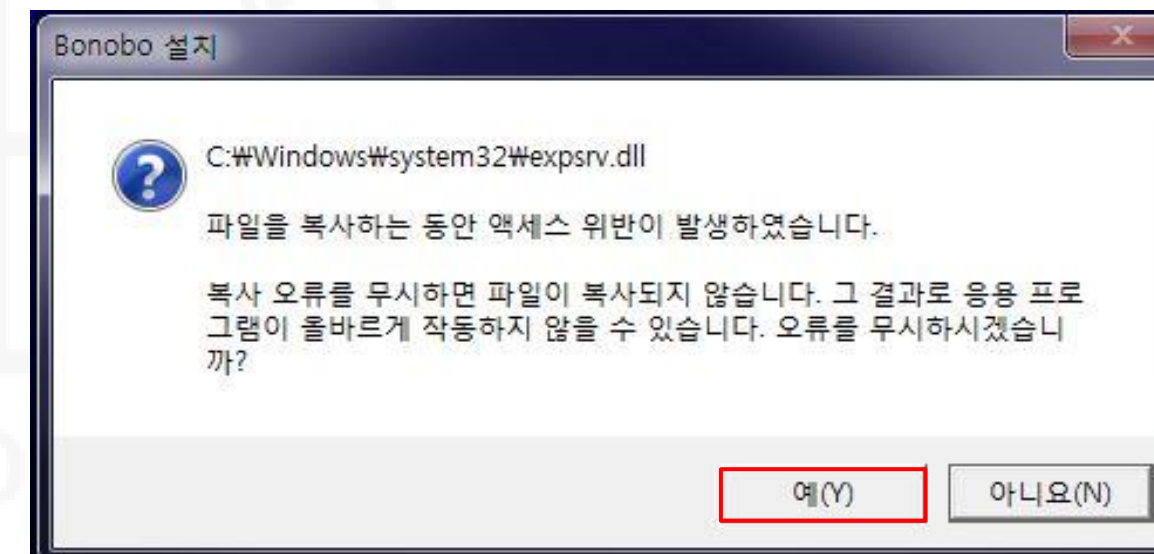 Bonobo 설치
C:₩Windows₩system32₩expsrv.dll
파일을 복사하는 동안 액세스 위반이 발생하였습니다.
복사 오류를 무시하면 파일이 복사되지 않습니다. 그 결과로 응용 프로
그램이 올바르게 작동하지 않을 수 있습니다. 오류를 무시하시겠습니
까?
예(Y)
아니요(N)